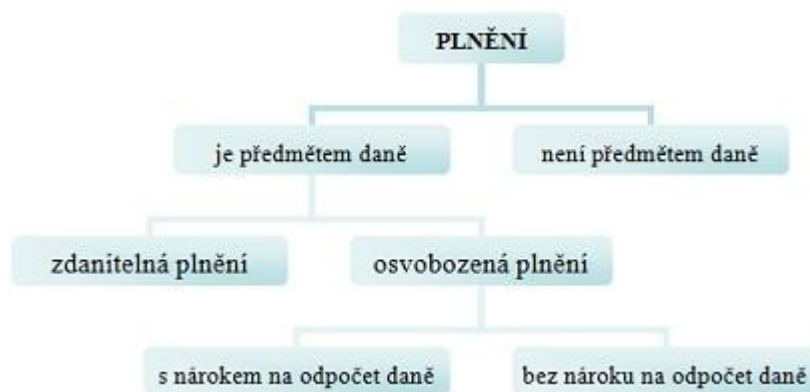 PLNĚNÍ
je předmětem daně
není předmětem daně
zdanitelná plnění
osvobozená plnění
s nárokem na odpočet daně
bez nároku na odpočet daně